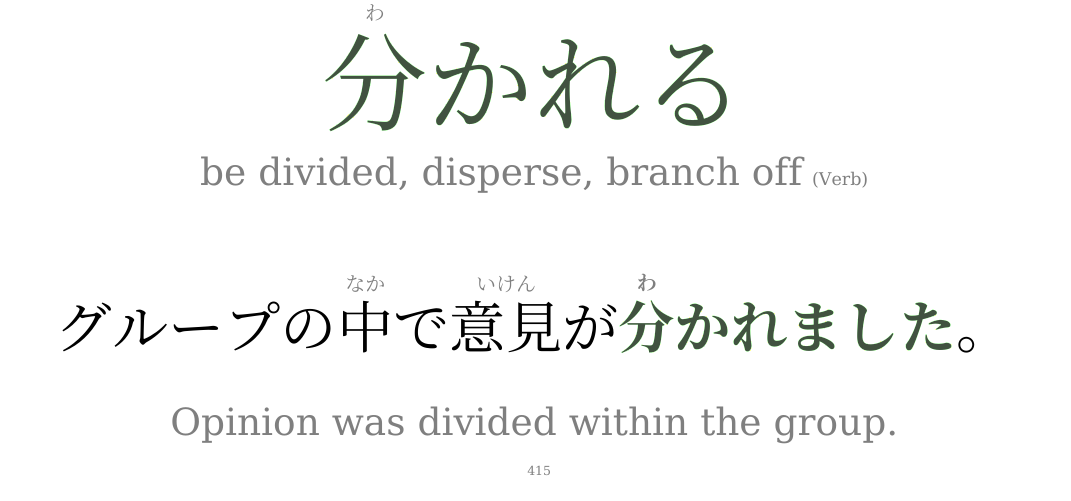 わ
分かれる
be divided, disperse, branch off (Verb)
なか いけん わ
グループの中で意見が分かれました。
Opinion was divided within the group.
415